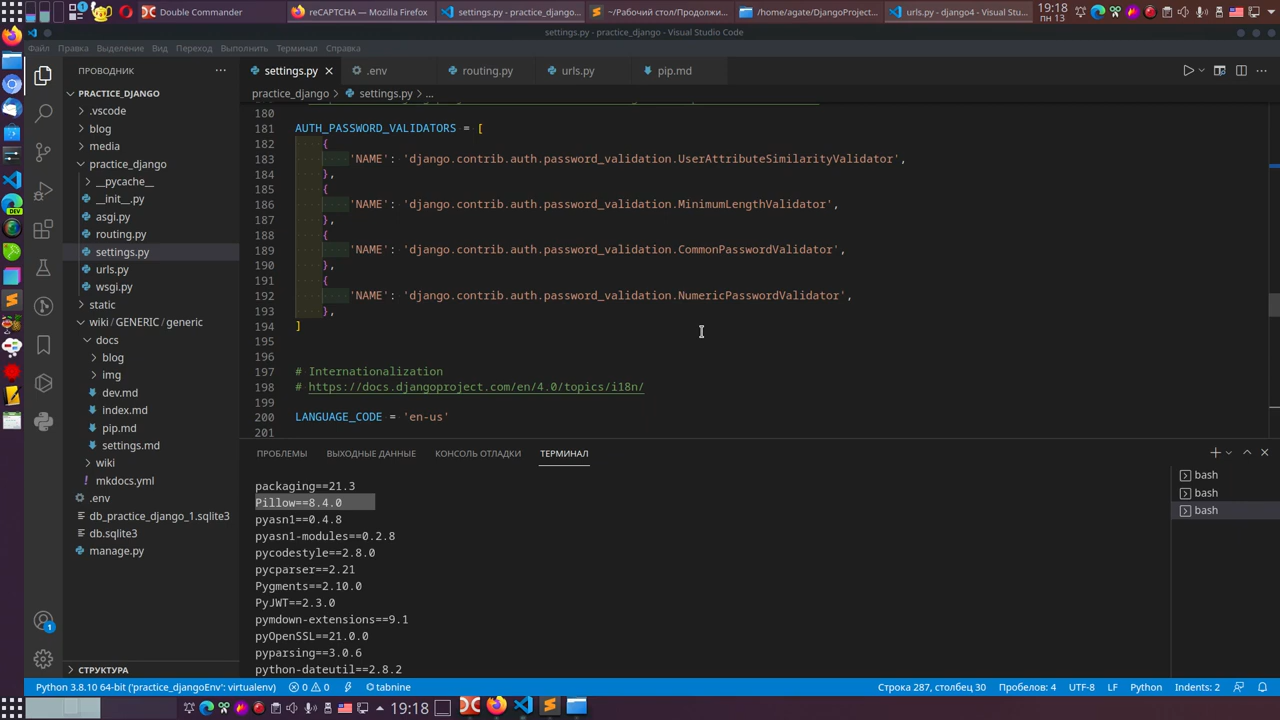 Double Commander
reCAPTCHA — Mozilla Firefox
settings.py - practice_django...
~/Рабочий стол/Продолжи...
/home/agate/DjangoProject...
urls.py - django4 - Visual Stu...
19:18
пн 13
settings.py - practice_django - Visual Studio Code
Файл Правка Выделение Вид Переход Выполнить Терминал Справка
ПРОВОДНИК
settings.py
.env
routing.py
urls.py
pip.md
PRACTICE_DJANGO
practice_django > settings.py > ...
.vscode
blog
media
practice_django
__pycache__
__init__.py
asgi.py
routing.py
settings.py
urls.py
wsgi.py
static
wiki/GENERIC/generic
docs
blog
img
dev.md
index.md
pip.md
settings.md
wiki
mkdocs.yml
.env
db_practice_django_1.sqlite3
db.sqlite3
manage.py
СТРУКТУРА
180
181 AUTH_PASSWORD_VALIDATORS = [
182 {
183 'NAME': 'django.contrib.auth.password_validation.UserAttributeSimilarityValidator',
184 },
185 {
186 'NAME': 'django.contrib.auth.password_validation.MinimumLengthValidator',
187 },
188 {
189 'NAME': 'django.contrib.auth.password_validation.CommonPasswordValidator',
190 },
191 {
192 'NAME': 'django.contrib.auth.password_validation.NumericPasswordValidator',
193 },
194 ]
195
196
197 # Internationalization
198 # https://docs.djangoproject.com/en/4.0/topics/i18n/
199
200 LANGUAGE_CODE = 'en-us'
201
ПРОБЛЕМЫ ВЫХОДНЫЕ ДАННЫЕ КОНСОЛЬ ОТЛАДКИ ТЕРМИНАЛ
packaging==21.3
Pillow==8.4.0
pyasn1==0.4.8
pyasn1-modules==0.2.8
pycodestyle==2.8.0
pycparser==2.21
Pygments==2.10.0
PyJWT==2.3.0
pymdown-extensions==9.1
pyOpenSSL==21.0.0
pyparsing==3.0.6
python-dateutil==2.8.2
bash
bash
bash
DEV
1
Python 3.8.10 64-bit ('practice_djangoEnv': virtualenv) 0 0 tabnine Строка 287, столбец 30 Пробелов: 4 UTF-8 LF Python Indents: 2
19:18